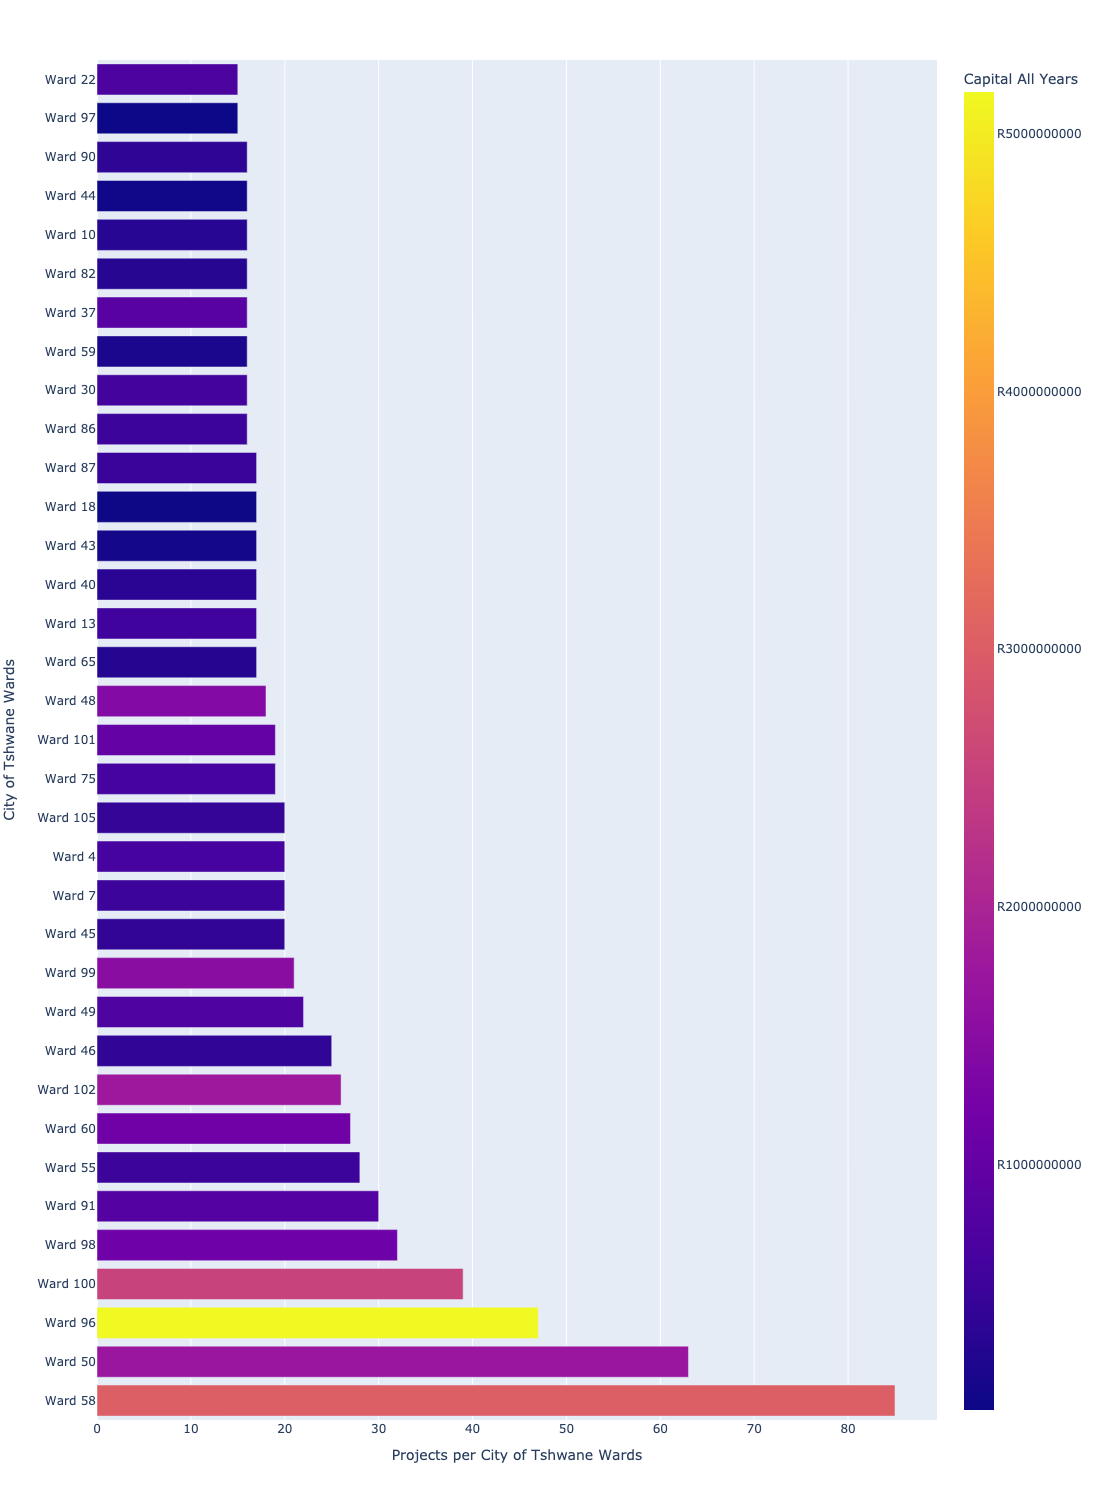 Capital All Years
R5000000000
R4000000000
R3000000000
R2000000000
R1000000000
City of Tshwane Wards
Ward 22
Ward 97
Ward 90
Ward 44
Ward 10
Ward 82
Ward 37
Ward 59
Ward 30
Ward 86
Ward 87
Ward 18
Ward 43
Ward 40
Ward 13
Ward 65
Ward 48
Ward 101
Ward 75
Ward 105
Ward 4
Ward 7
Ward 45
Ward 99
Ward 49
Ward 46
Ward 102
Ward 60
Ward 55
Ward 91
Ward 98
Ward 100
Ward 96
Ward 50
Ward 58
0 10 20 30 40 50 60 70 80
Projects per City of Tshwane Wards